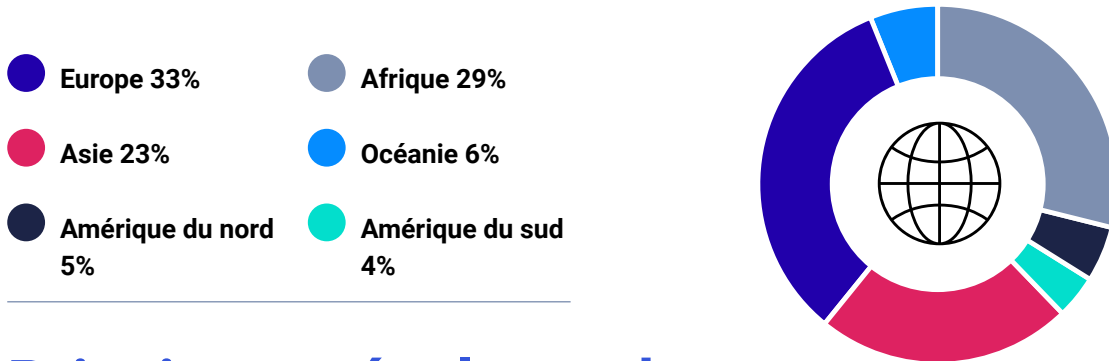 Europe 33%
Afrique 29%
Asie 23%
Océanie 6%
Amérique du nord
5%
Amérique du sud
4%